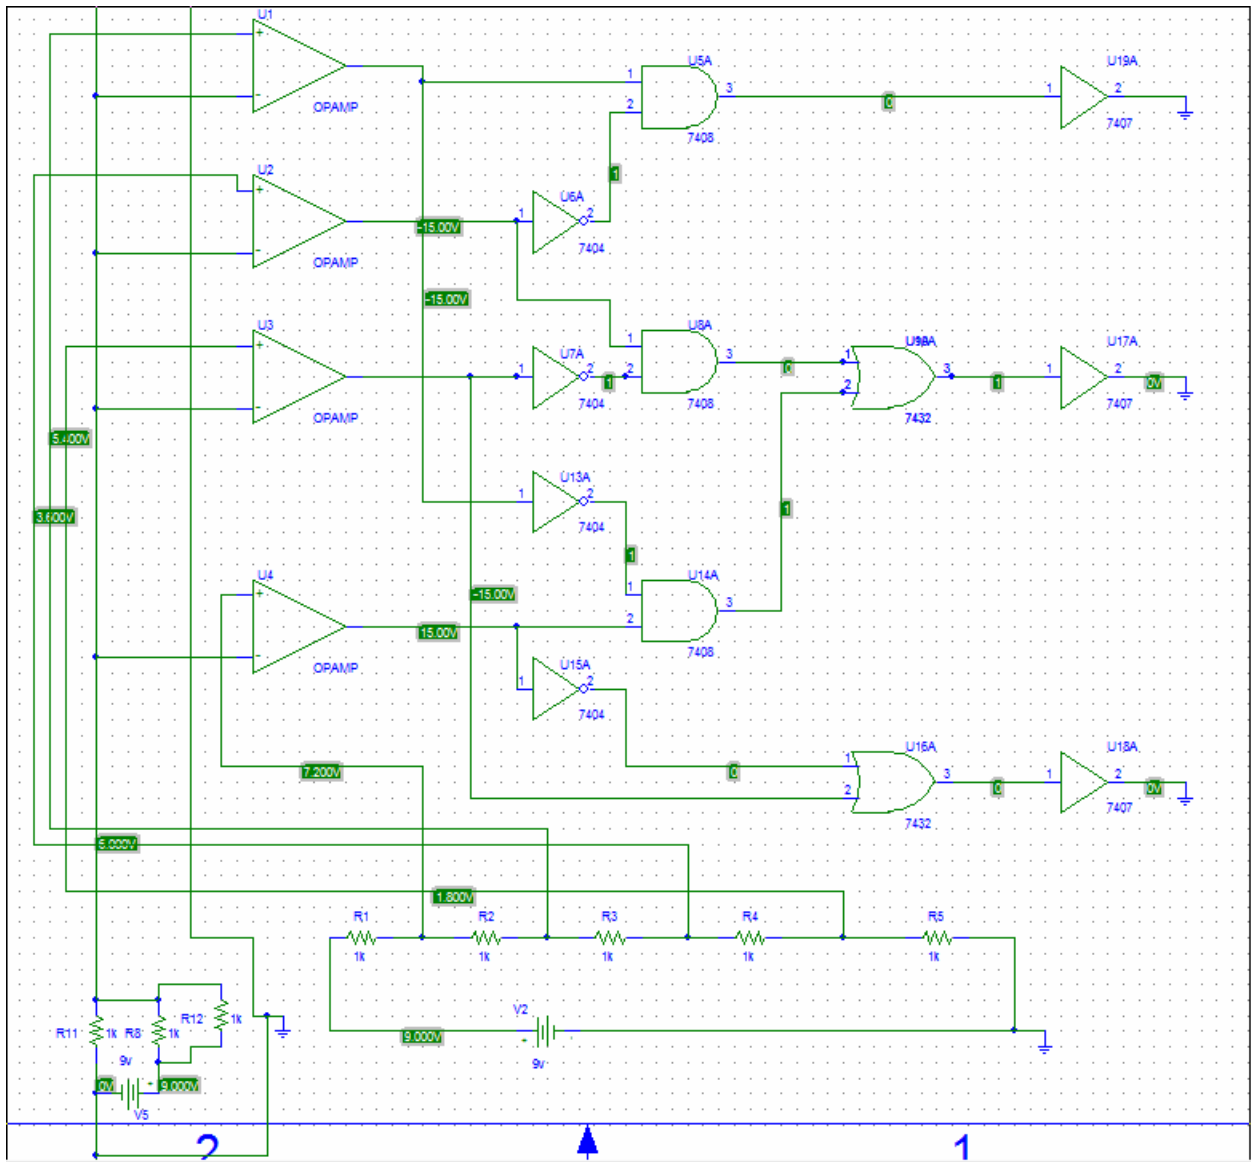 U1
+
-
OPAMP
U5A
1
2
3
7408
0
1
U19A
2
7407
U2
+
-
OPAMP
-15.00V
1
U6A
1
2
7404
-15.00V
U3
+
-
OPAMP
U7A
1
2
7404
1
U8A
1
2
3
7408
0
1
2
3
7432
1
U17A
1
2
7407
0V
5.400V
3.600V
U13A
1
2
7404
1
1
U4
+
-
OPAMP
-15.00V
15.00V
U14A
1
2
3
7408
U15A
1
2
7404
0
U16A
1
2
3
7432
0
U18A
1
2
7407
0V
7.200V
1.800V
R1
1k
R2
1k
R3
1k
R4
1k
R5
1k
R11
1k
R8
1k
R12
1k
9v
0V
+
9.000V
V5
V2
+
-
9.000V
9v
2
1